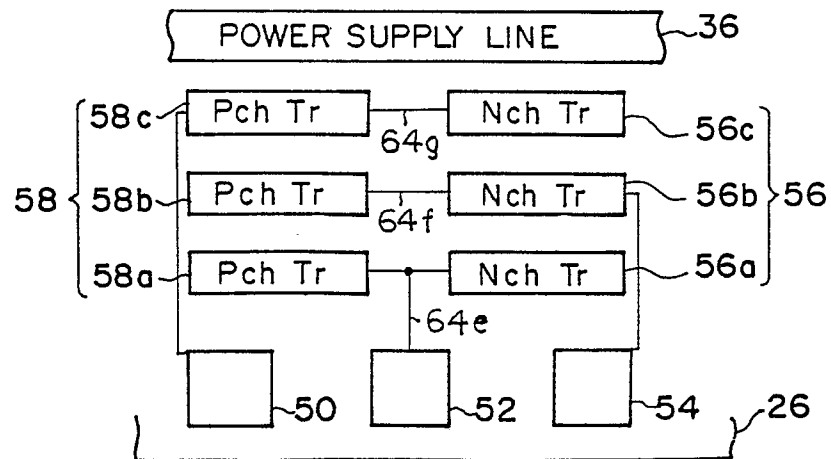 POWER SUPPLY LINE 36
58c Pch Tr 64g Nch Tr 56c
58 58b Pch Tr 64f Nch Tr 56b 56
58a Pch Tr Nch Tr 56a
64e
50 52 54 26